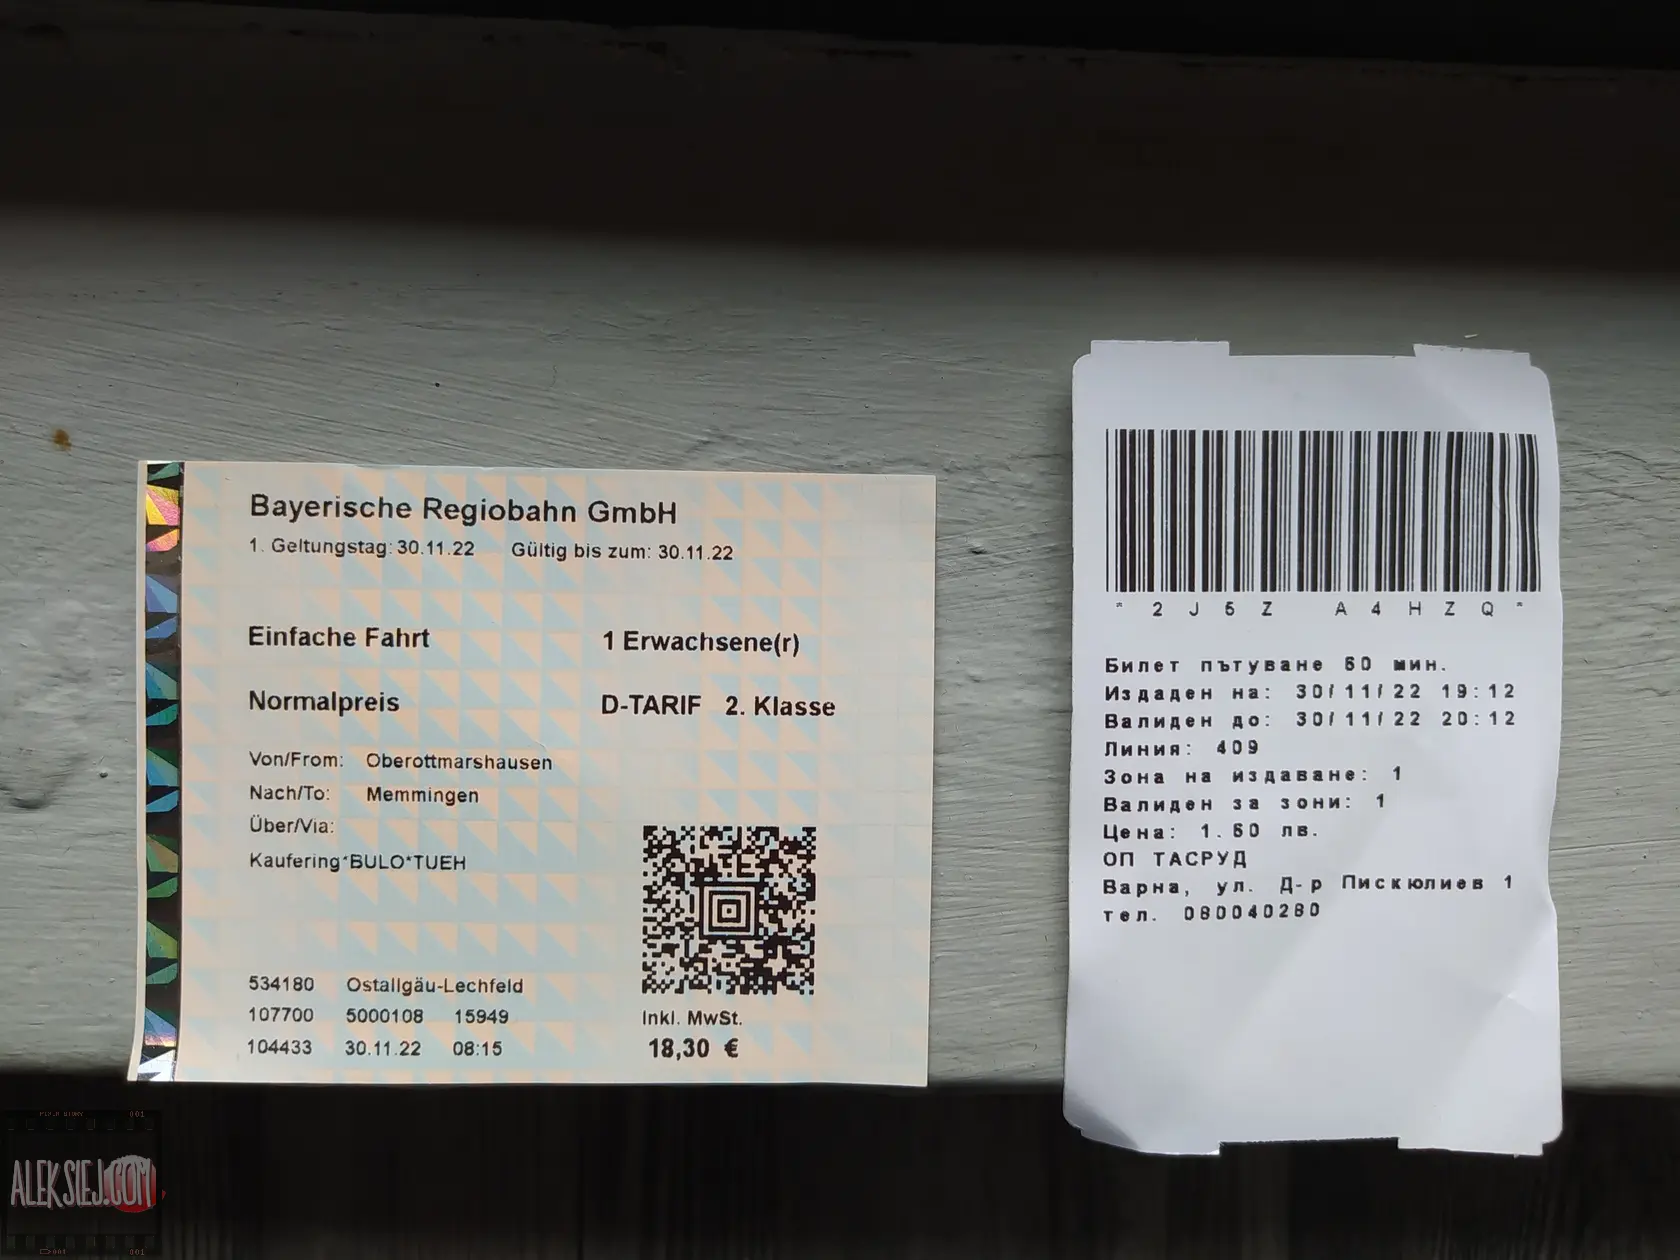 Bayerische Regiobahn GmbH
1. Geltungstag: 30.11.22 Gültig bis zum: 30.11.22
Einfache Fahrt 1 Erwachsene(r)
Normalpreis D-TARIF 2. Klasse
Von/From: Oberottmarshausen
Nach/To: Memmingen
Über/Via:
Kaufering*BULO*TUEH
534180 Ostallgäu-Lechfeld
107700 5000108 15949 Inkl. MwSt.
104433 30.11.22 08:15 18,30 €
* 2 J 5 Z A 4 H Z Q *
Билет пътуване 60 мин.
Издаден на: 30/11/22 19:12
Валиден до: 30/11/22 20:12
Линия: 409
Зона на издаване: 1
Валиден за зони: 1
Цена: 1.60 лв.
ОП ТАСРУД
Варна, ул. Д-р Пискюлиев 1
тел.
ALEKSIEJ.COM
001
001